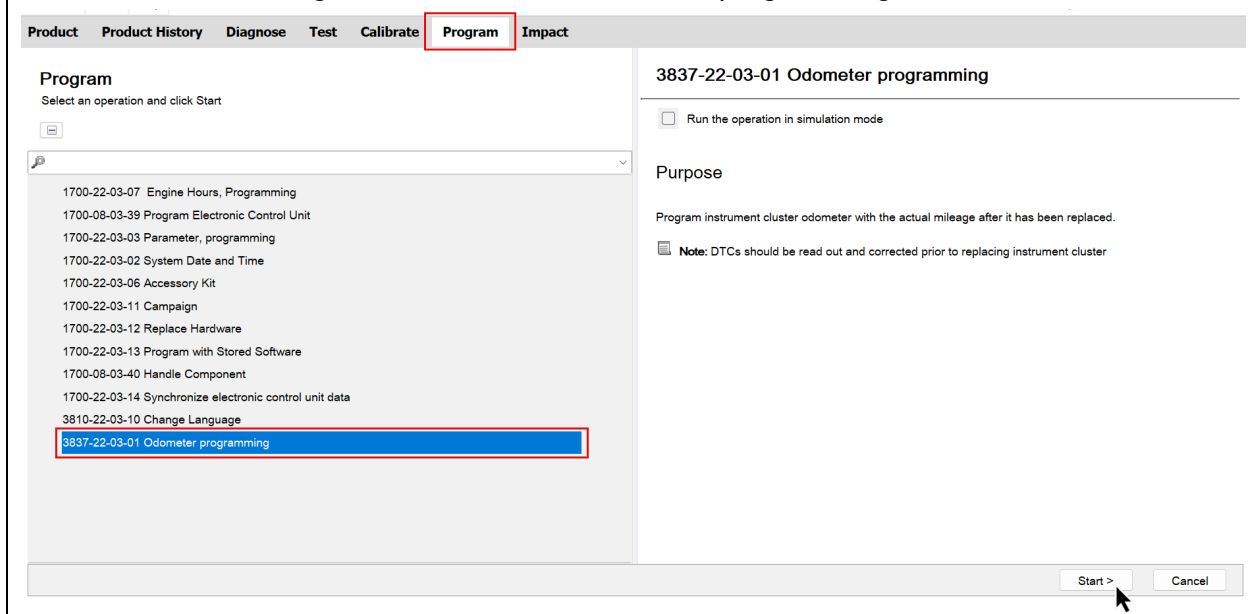 Product Product History Diagnose Test Calibrate Program Impact
Program
Select an operation and click Start
1700-22-03-07 Engine Hours, Programming
1700-08-03-39 Program Electronic Control Unit
1700-22-03-03 Parameter, programming
1700-22-03-02 System Date and Time
1700-22-03-06 Accessory Kit
1700-22-03-11 Campaign
1700-22-03-12 Replace Hardware
1700-22-03-13 Program with Stored Software
1700-08-03-40 Handle Component
1700-22-03-14 Synchronize electronic control unit data
3810-22-03-10 Change Language
3837-22-03-01 Odometer programming
3837-22-03-01 Odometer programming
Run the operation in simulation mode
Purpose
Program instrument cluster odometer with the actual mileage after it has been replaced.
Note: DTCs should be read out and corrected prior to replacing instrument cluster
Start > Cancel